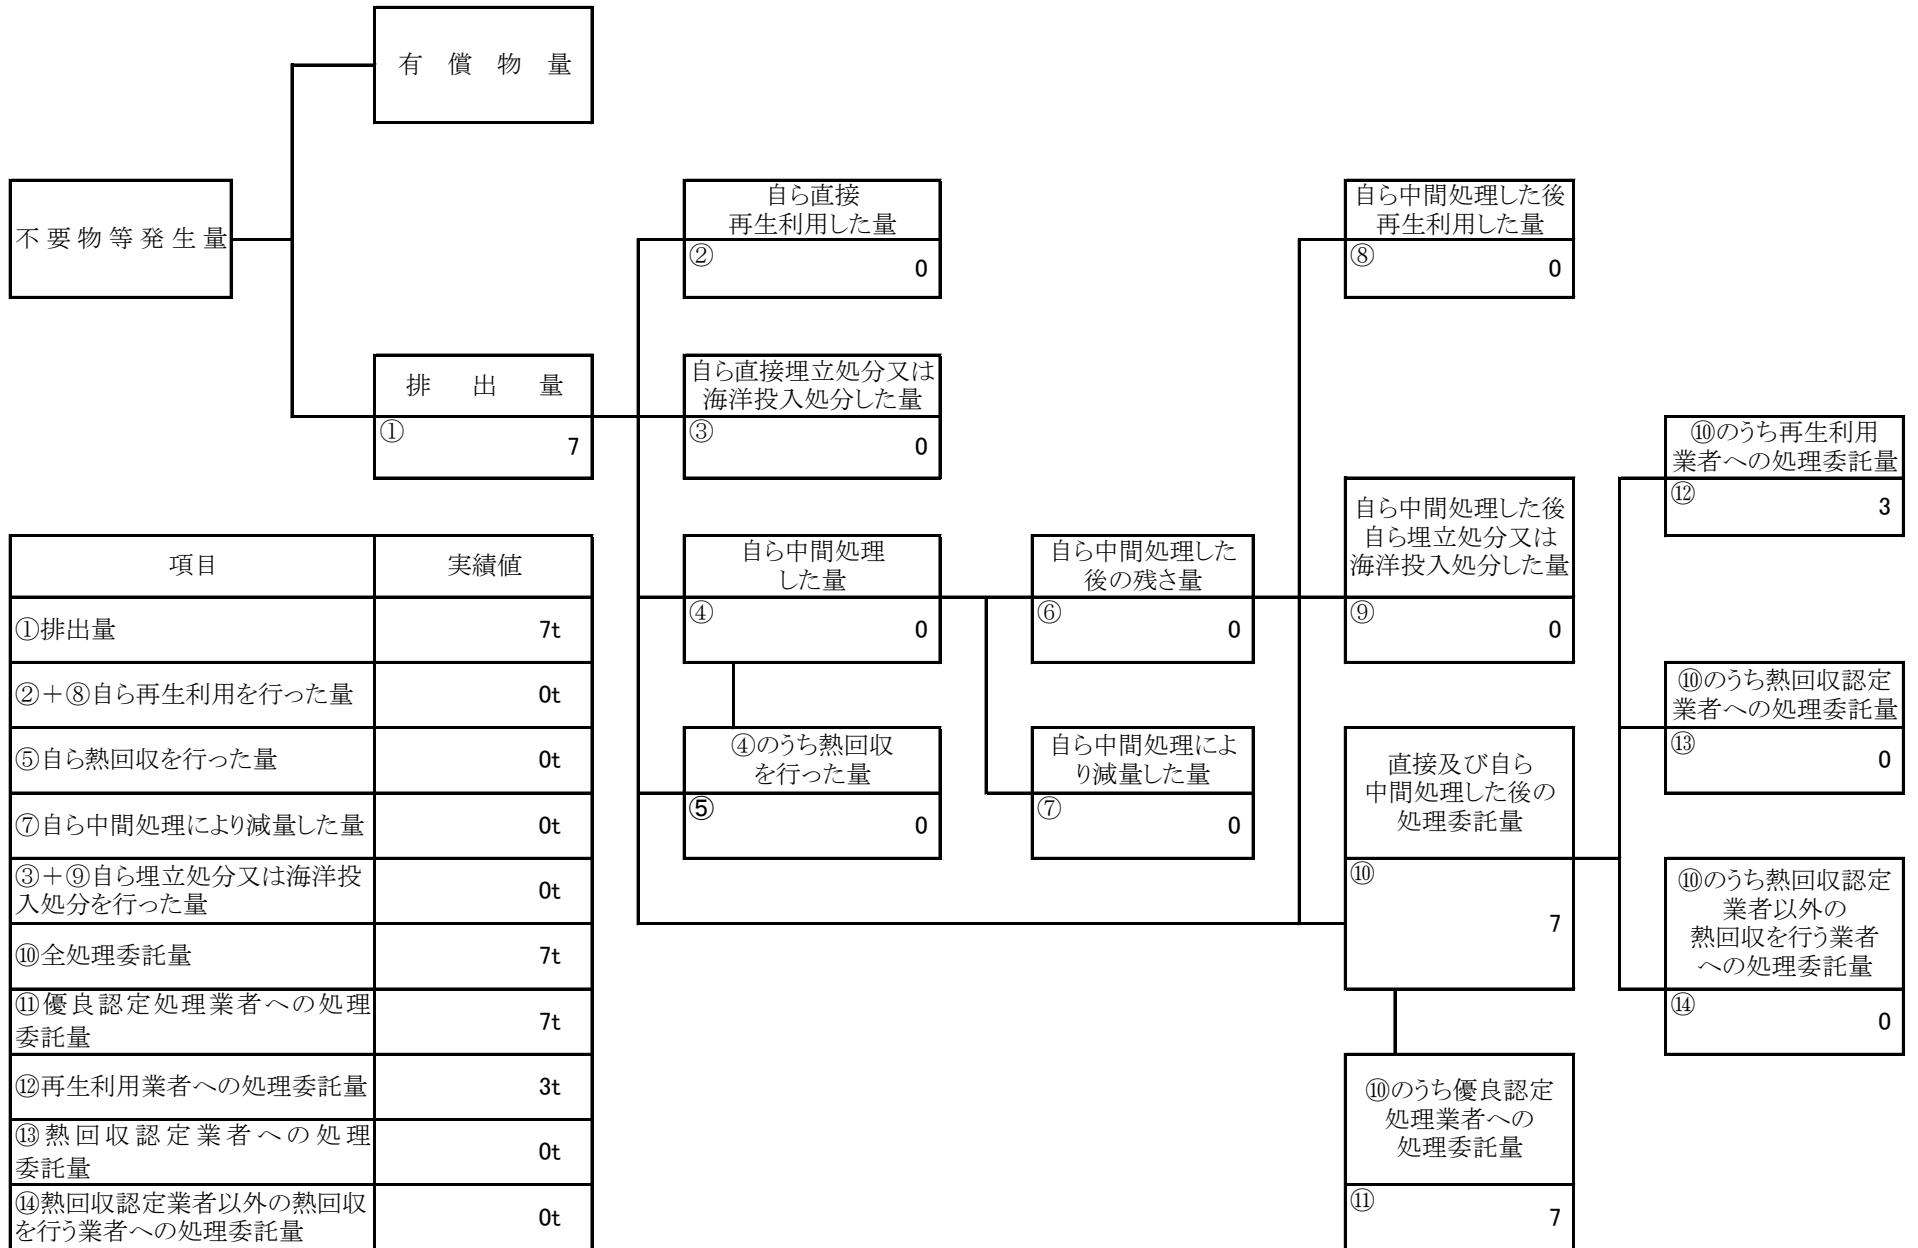 有 償 物 量
不 要 物 等 発 生 量
自ら直接
再生利用した量
②
0
自ら中間処理した後
再生利用した量
⑧
0
排 出 量
①
7
自ら直接埋立処分又は
海洋投入処分した量
③
0
⑩のうち再生利用
業者への処理委託量
⑫
3
自ら中間処理した後
自ら埋立処分又は
海洋投入処分した量
⑨
0
自ら中間処理
した量
④
0
自ら中間処理した
後の残さ量
⑥
0
⑩のうち熱回収認定
業者への処理委託量
⑬
0
④のうち熱回収
を行った量
⑤
0
自ら中間処理によ
り減量した量
⑦
0
直接及び自ら
中間処理した後の
処理委託量
⑩
7
⑩のうち熱回収認定
業者以外の
熱回収を行う業者
への処理委託量
⑭
0
⑩のうち優良認定
処理業者への
処理委託量
⑪
7
項目 実績値
①排出量 7t
②＋⑧自ら再生利用を行った量 0t
⑤自ら熱回収を行った量 0t
⑦自ら中間処理により減量した量 0t
③＋⑨自ら埋立処分又は海洋投
入処分を行った量 0t
⑩全処理委託量 7t
⑪優良認定処理業者への処理
委託量 7t
⑫再生利用業者への処理委託量 3t
⑬熱回収認定業者への処理
委託量 0t
⑭熱回収認定業者以外の熱回収
を行う業者への処理委託量 0t